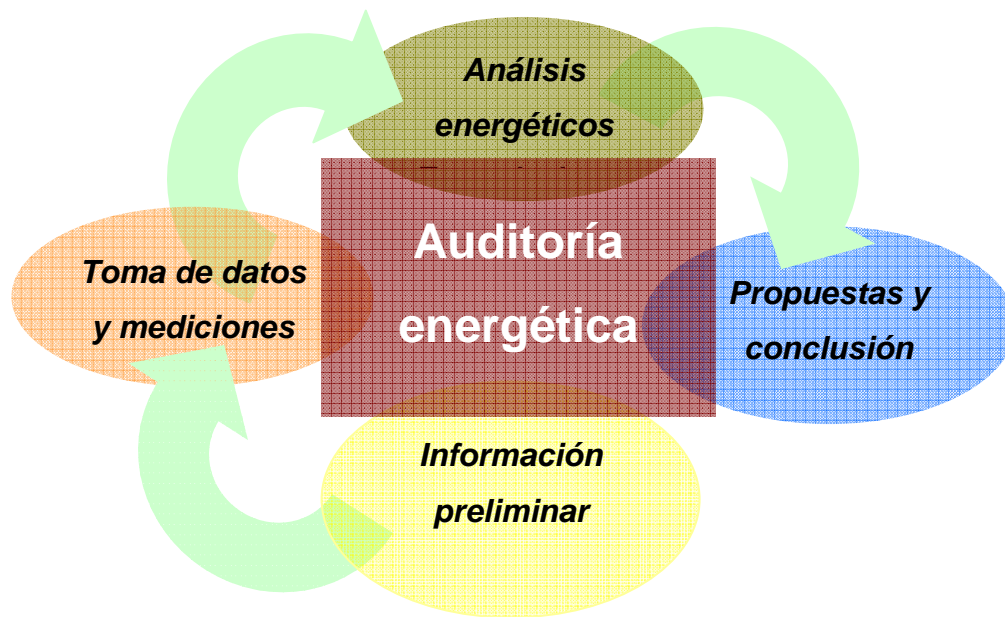 Análisis
energéticos
Auditoría
energética
Toma de datos
y mediciones
Propuestas y
conclusión
Información
preliminar